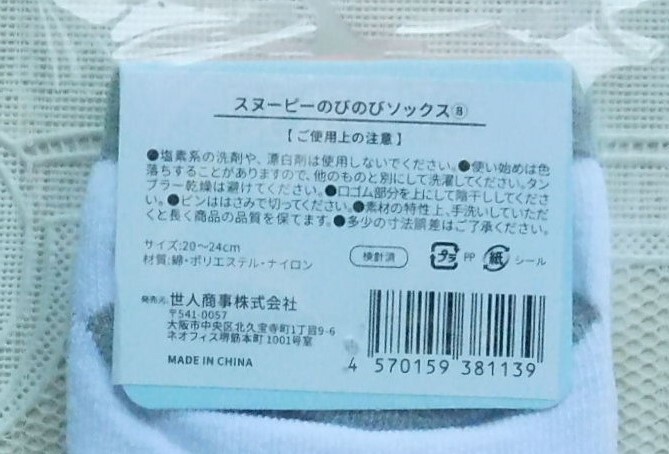 スヌーピーのびのびソックス⑧
【ご使用上の注意】
●塩素系の洗剤や、漂白剤は使用しないでください。●使い始めは色
落ちすることがありますので、他のものと別にして洗濯してください。タン
ブラー乾燥は避けてください。●口ゴム部分を上にして陰干ししてくださ
い。●ピンははさみで切ってください。●素材の特性上、手洗いしていただ
くと長く商品の品質を保てます。●多少の寸法誤差はご了承ください。
サイズ:20〜24cm
材質:綿・ポリエステル・ナイロン
検針済 プラ PP 紙 シール
発売元:世人商事株式会社
〒541-0057
大阪市中央区北久宝寺町1丁目9-6
ネオフィス堺筋本町 1001号室
MADE IN CHINA
4 570159 381139